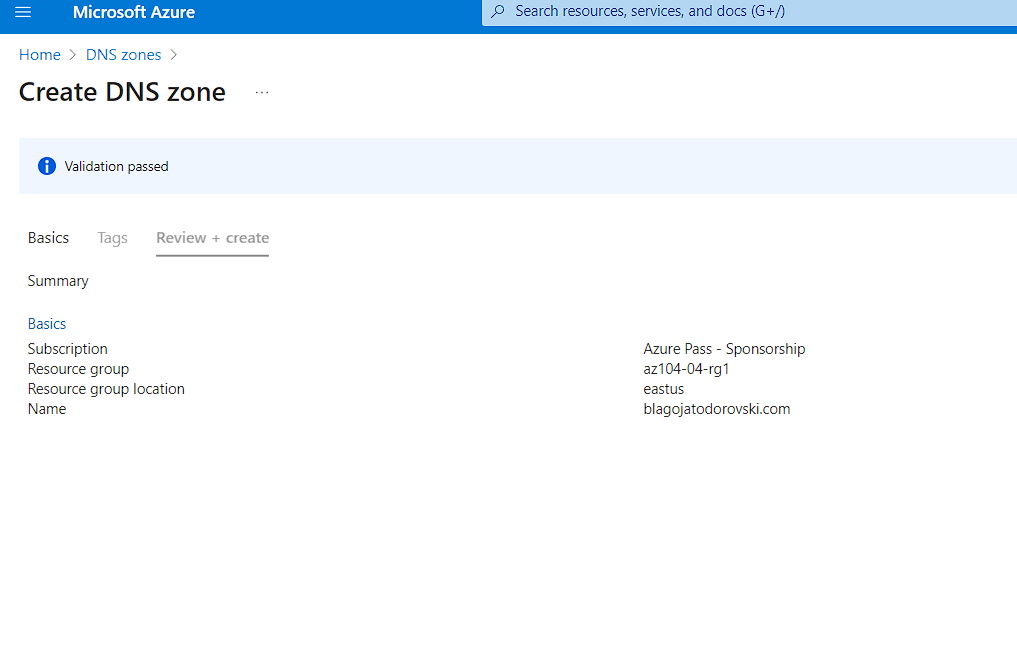 Microsoft Azure
Search resources, services, and docs (G+/)
Home > DNS zones >
Create DNS zone ...
Validation passed
Basics Tags Review + create
Summary
Basics
Subscription Azure Pass - Sponsorship
Resource group az104-04-rg1
Resource group location eastus
Name blagojatodorovski.com